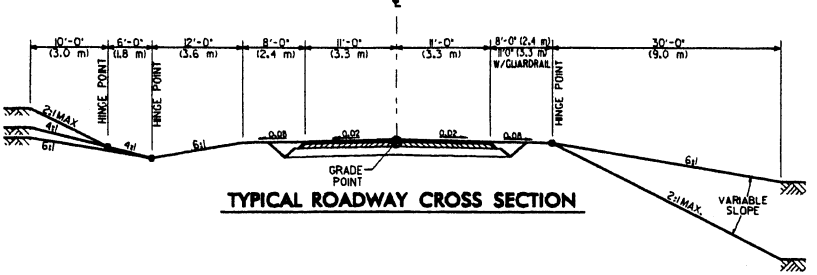 ℄
10'-0" 6'-0" 12'-0" 8'-0" 11'-0" 11'-0" 8'-0" (2.4 m) 30'-0"
(3.0 m) (1.8 m) (3.6 m) (2.4 m) (3.3 m) (3.3 m) 11'0" (3.3 m) (9.0 m)
W/GUARDRAIL
HINGE POINT
HINGE POINT
HINGE POINT
2:1 MAX
4:1
6:1
4:1
6:1
0.08
0.02
0.02
0.08
6:1
2:1 MAX.
GRADE
POINT
VARIABLE
SLOPE
TYPICAL ROADWAY CROSS SECTION